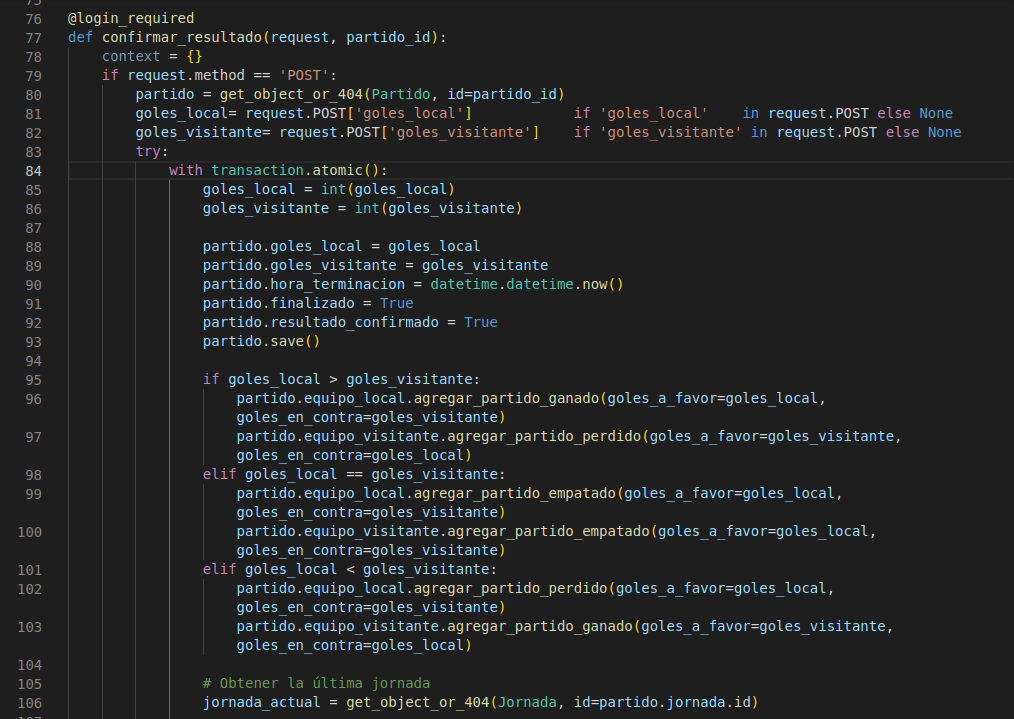 76 @login_required
77 def confirmar_resultado(request, partido_id):
78     context = {}
79     if request.method == 'POST':
80         partido = get_object_or_404(Partido, id=partido_id)
81         goles_local= request.POST['goles_local']            if 'goles_local'    in request.POST else None
82         goles_visitante= request.POST['goles_visitante']    if 'goles_visitante' in request.POST else None
83         try:
84             with transaction.atomic():
85                 goles_local = int(goles_local)
86                 goles_visitante = int(goles_visitante)
87
88                 partido.goles_local = goles_local
89                 partido.goles_visitante = goles_visitante
90                 partido.hora_terminacion = datetime.datetime.now()
91                 partido.finalizado = True
92                 partido.resultado_confirmado = True
93                 partido.save()
94
95                 if goles_local > goles_visitante:
96                     partido.equipo_local.agregar_partido_ganado(goles_a_favor=goles_local,
                    goles_en_contra=goles_visitante)
97                     partido.equipo_visitante.agregar_partido_perdido(goles_a_favor=goles_visitante,
                    goles_en_contra=goles_local)
98                 elif goles_local == goles_visitante:
99                     partido.equipo_local.agregar_partido_empatado(goles_a_favor=goles_local,
                    goles_en_contra=goles_visitante)
100                     partido.equipo_visitante.agregar_partido_empatado(goles_a_favor=goles_local,
                    goles_en_contra=goles_visitante)
101                 elif goles_local < goles_visitante:
102                     partido.equipo_local.agregar_partido_perdido(goles_a_favor=goles_local,
                    goles_en_contra=goles_visitante)
103                     partido.equipo_visitante.agregar_partido_ganado(goles_a_favor=goles_visitante,
                    goles_en_contra=goles_local)
104
105                 # Obtener la última jornada
106                 jornada_actual = get_object_or_404(Jornada, id=partido.jornada.id)